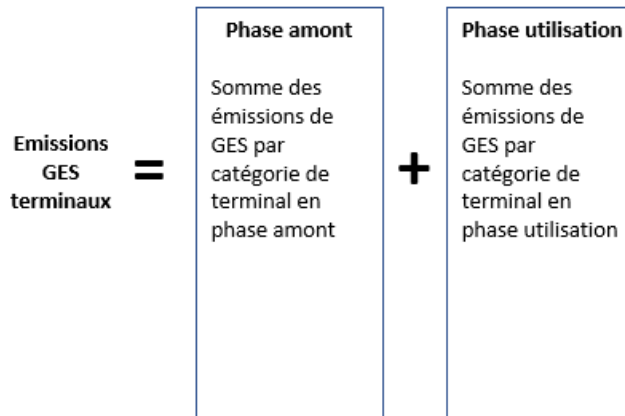 Emissions
GES
terminaux
=
Phase amont
Somme des
émissions de
GES par
catégorie de
terminal en
phase amont
+
Phase utilisation
Somme des
émissions de
GES par
catégorie de
terminal en
phase utilisation